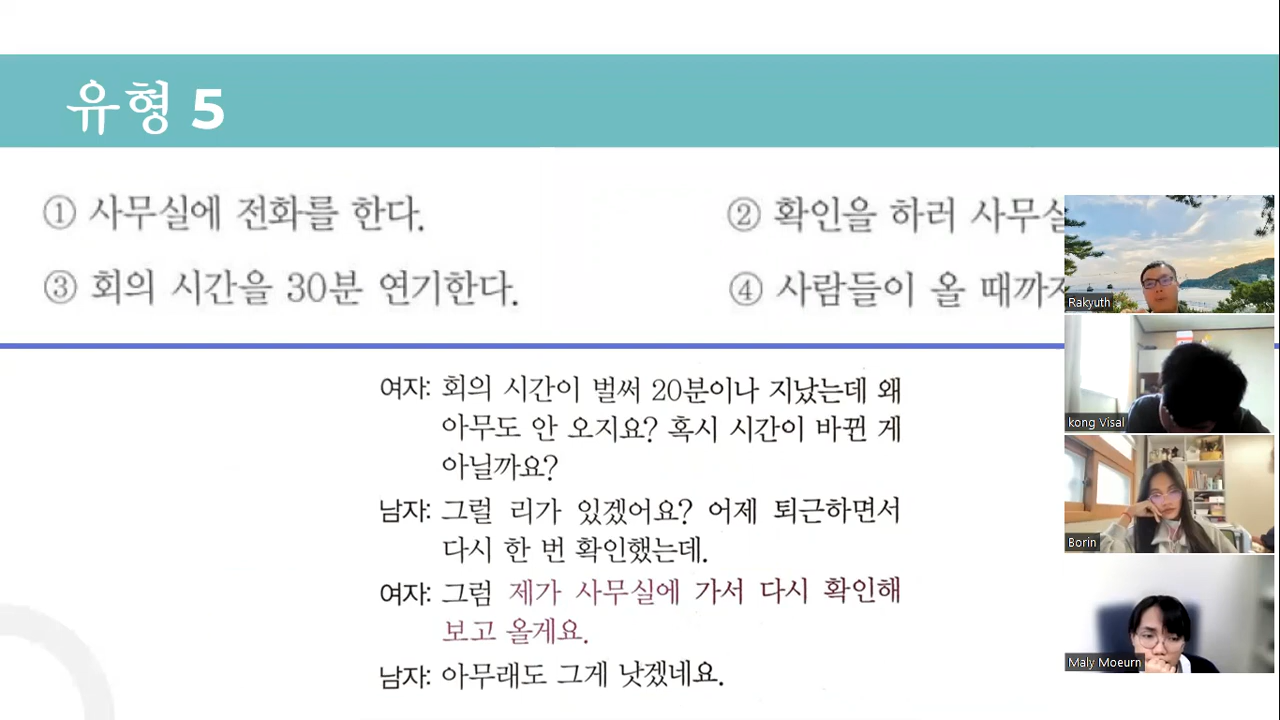 유형 5
① 사무실에 전화를 한다.
② 확인을 하러 사무실
③ 회의 시간을 30분 연기한다.
④ 사람들이 올 때까지
여자: 회의 시간이 벌써 20분이나 지났는데 왜
아무도 안 오지요? 혹시 시간이 바뀐 게
아닐까요?
남자: 그럴 리가 있겠어요? 어제 퇴근하면서
다시 한 번 확인했는데.
여자: 그럼 제가 사무실에 가서 다시 확인해
보고 올게요.
남자: 아무래도 그게 낫겠네요.
Rakyuth
kong Visal
Borin
Maly Moeurn